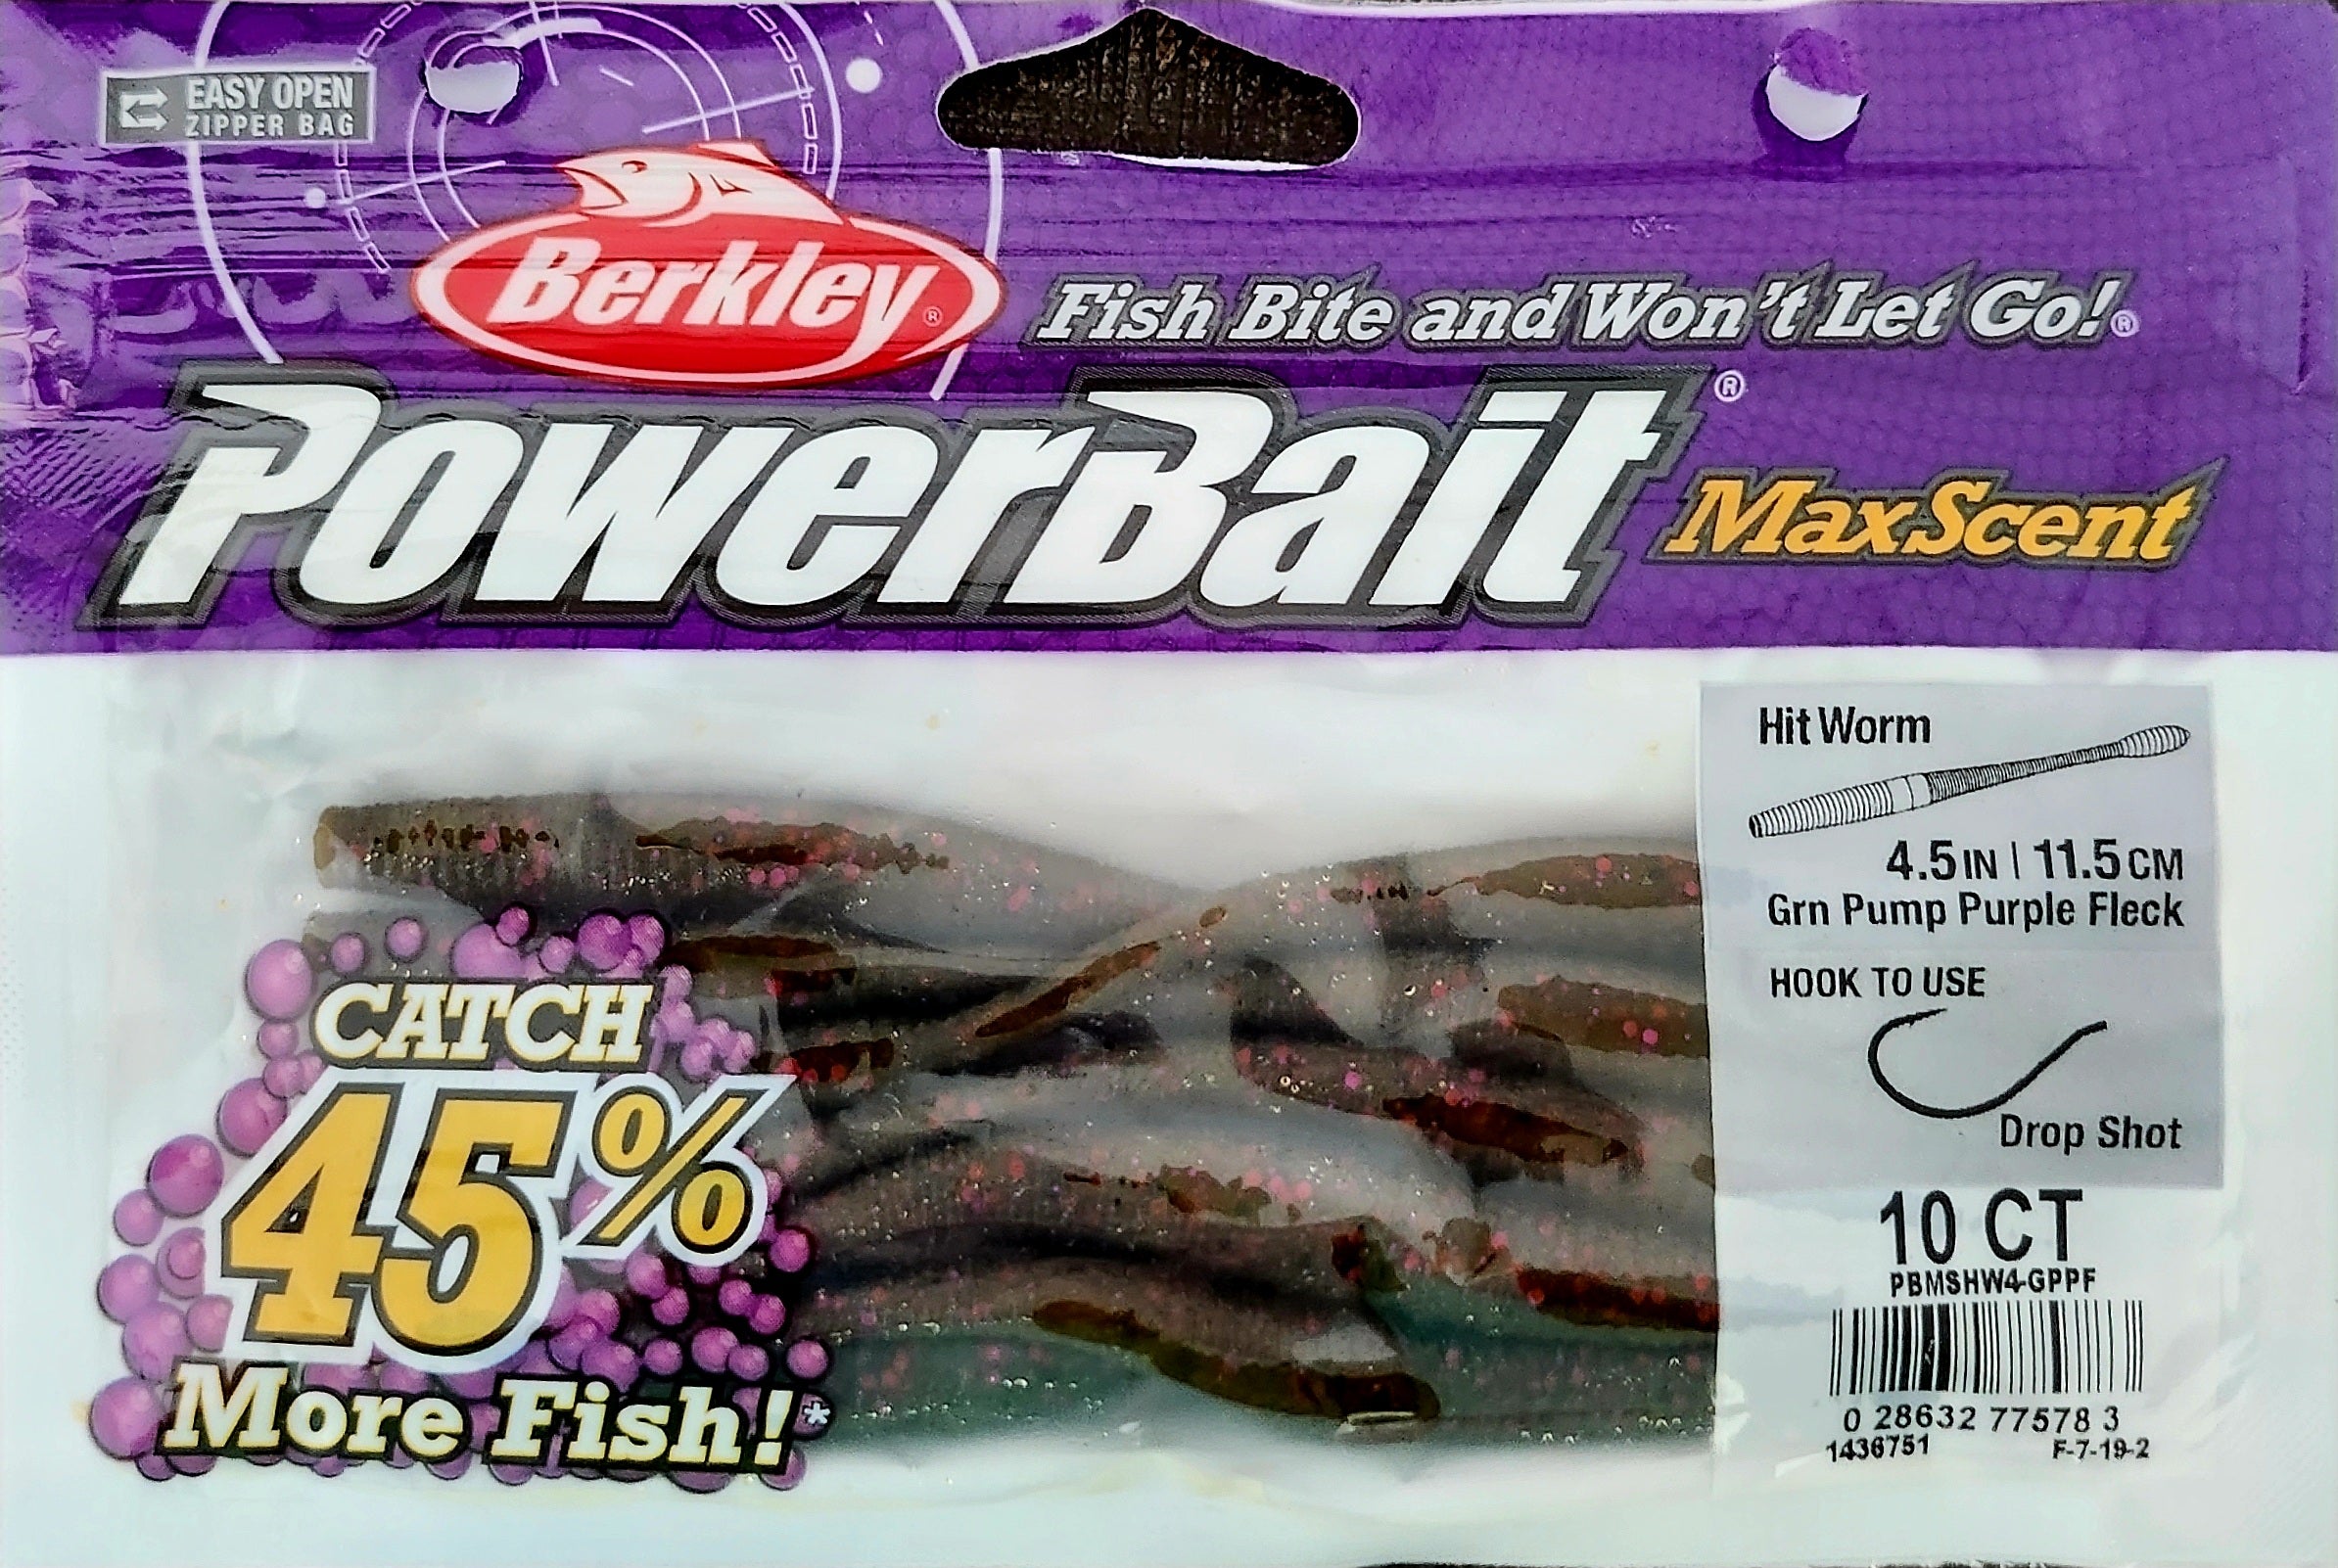 EASY OPEN
ZIPPER BAG
Berkley®
Fish Bite and Won't Let Go!®
PowerBait®
MaxScent
Hit Worm
4.5 IN | 11.5 CM
Grn Pump Purple Fleck
HOOK TO USE
Drop Shot
CATCH
45%
More Fish!*
10 CT
PBMSHW4-GPPF
0 28632 77578 3
1436751 F-7-19-2